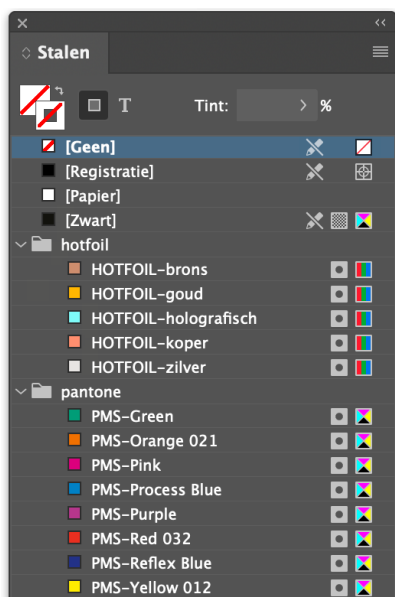 Stalen
T Tint: %
[Geen]
[Registratie]
[Papier]
[Zwart]
hotfoil
HOTFOIL-brons
HOTFOIL-goud
HOTFOIL-holografisch
HOTFOIL-koper
HOTFOIL-zilver
pantone
PMS-Green
PMS-Orange 021
PMS-Pink
PMS-Process Blue
PMS-Purple
PMS-Red 032
PMS-Reflex Blue
PMS-Yellow 012